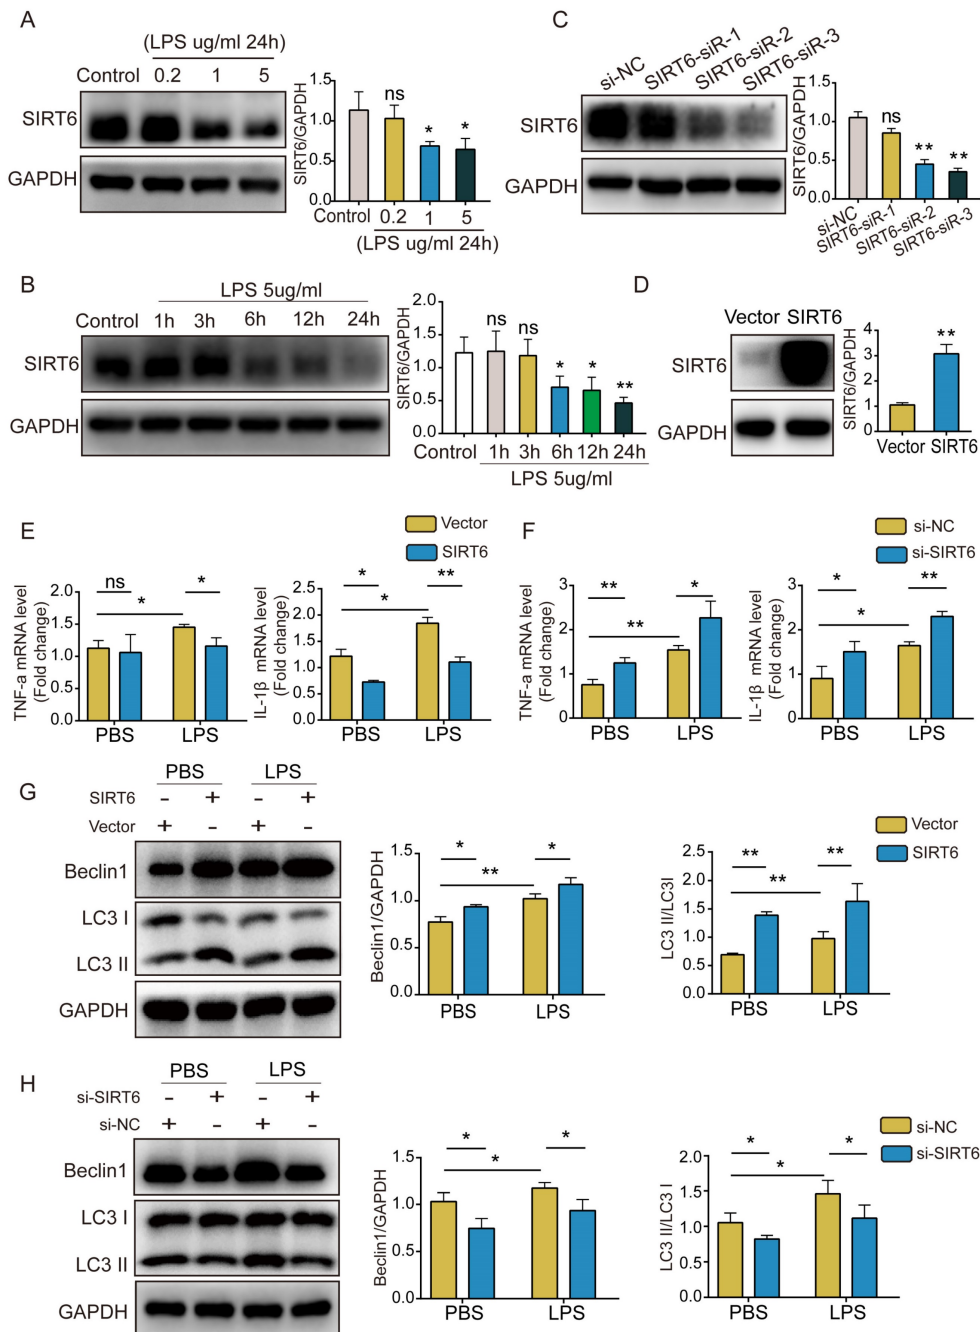 A
(LPS ug/ml 24h)
Control 0.2 1 5
SIRT6
GAPDH
SIRT6/GAPDH
1.5
1.0
0.5
0.0
ns * *
Control 0.2 1 5
(LPS ug/ml 24h)
C
si-NC SIRT6-siR-1 SIRT6-siR-2 SIRT6-siR-3
SIRT6
GAPDH
SIRT6/GAPDH
1.5
1.0
0.5
0.0
ns ** **
si-NC SIRT6-siR-1 SIRT6-siR-2 SIRT6-siR-3
B
LPS 5ug/ml
Control 1h 3h 6h 12h 24h
SIRT6
GAPDH
SIRT6/GAPDH
2.0
1.5
1.0
0.5
0.0
ns ns * * **
Control 1h 3h 6h 12h 24h
LPS 5ug/ml
D
Vector SIRT6
SIRT6
GAPDH
SIRT6/GAPDH
4
3
2
1
0
**
Vector SIRT6
E
Vector
SIRT6
TNF-a mRNA level
(Fold change)
2.0
1.5
1.0
0.5
0.0
ns * *
PBS LPS
IL-1β mRNA level
(Fold change)
2.0
1.5
1.0
0.5
0.0
* * **
PBS LPS
F
si-NC
si-SIRT6
TNF-a mRNA level
(Fold change)
3
2
1
0
** ** *
PBS LPS
IL-1β mRNA level
(Fold change)
3
2
1
0
* * **
PBS LPS
G
PBS LPS
SIRT6 - + - +
Vector + - + -
Beclin1
LC3 I
LC3 II
GAPDH
Beclin1/GAPDH
1.5
1.0
0.5
0.0
* ** *
PBS LPS
LC3 II/LC3I
2.0
1.5
1.0
0.5
0.0
** ** **
PBS LPS
Vector
SIRT6
H
PBS LPS
si-SIRT6 - + - +
si-NC + - + -
Beclin1
LC3 I
LC3 II
GAPDH
Beclin1/GAPDH
1.5
1.0
0.5
0.0
* * *
PBS LPS
LC3 II/LC3 I
2.0
1.5
1.0
0.5
0.0
* * *
PBS LPS
si-NC
si-SIRT6